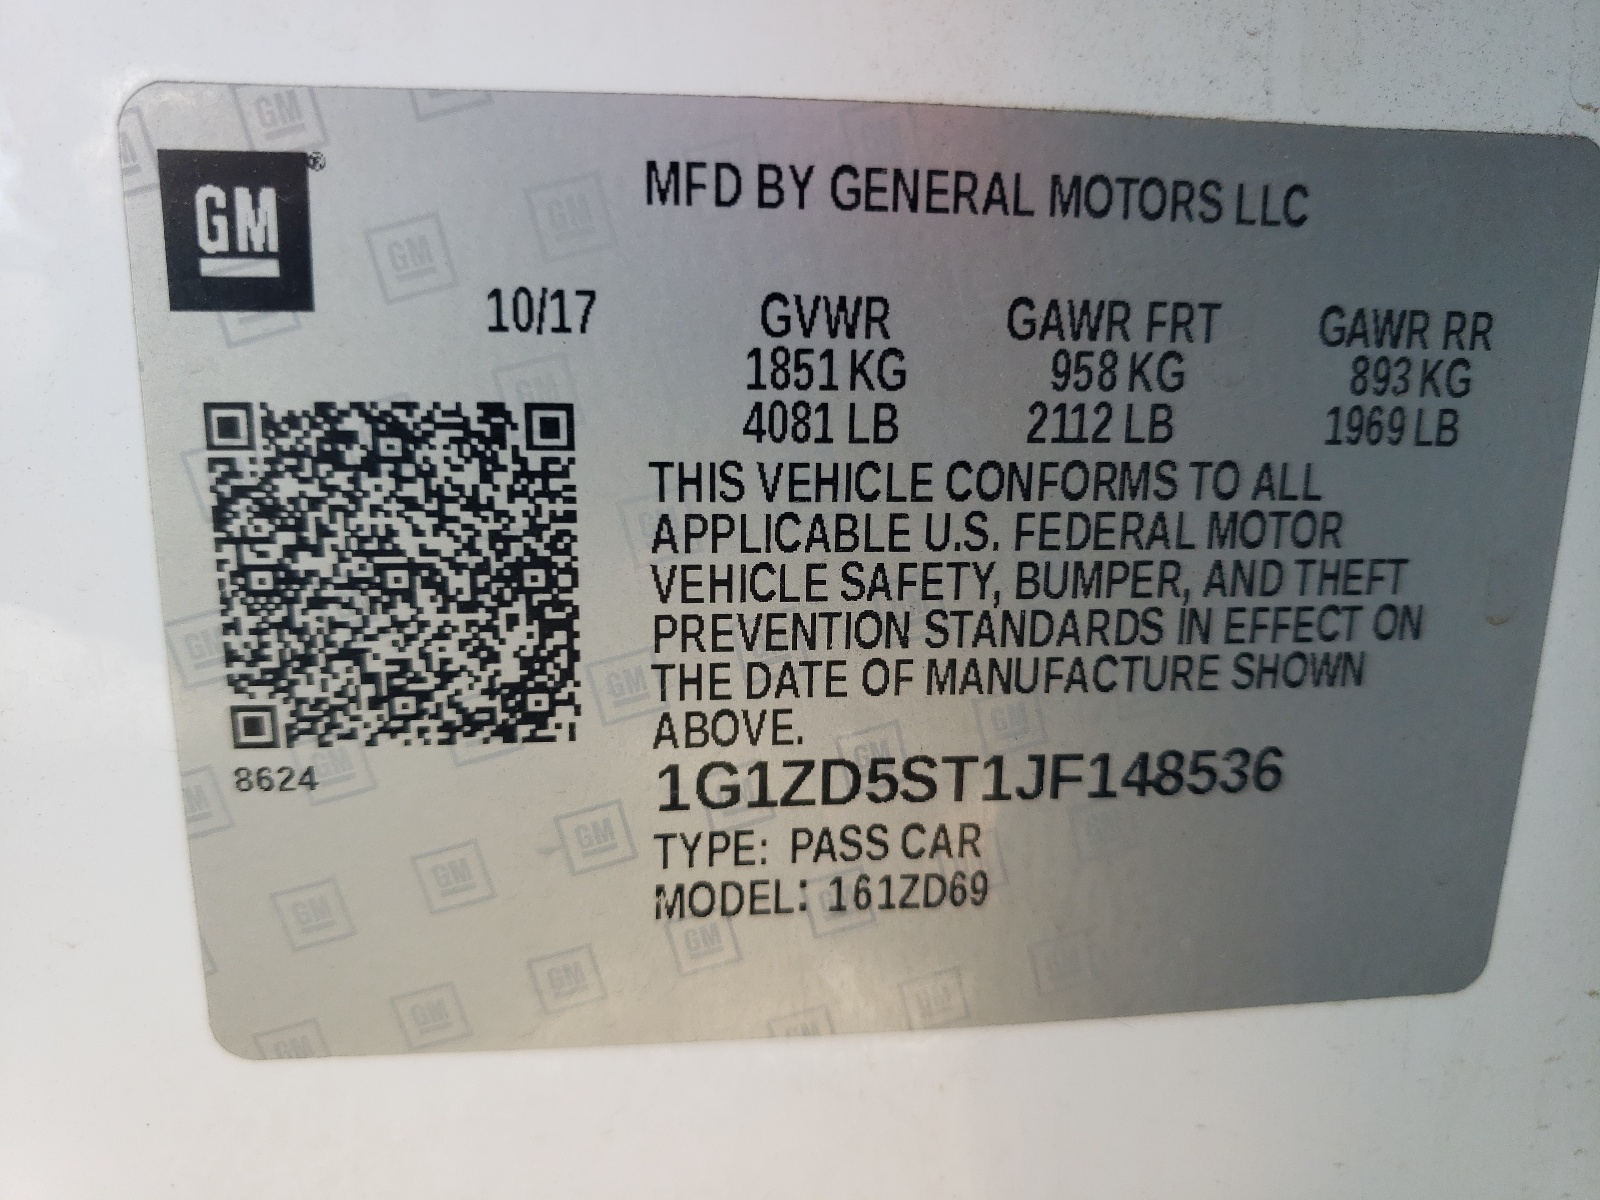 GM®
MFD BY GENERAL MOTORS LLC
10/17
GVWR GAWR FRT GAWR RR
1851 KG 958 KG 893 KG
4081 LB 2112 LB 1969 LB
THIS VEHICLE CONFORMS TO ALL
APPLICABLE U.S. FEDERAL MOTOR
VEHICLE SAFETY, BUMPER, AND THEFT
PREVENTION STANDARDS IN EFFECT ON
THE DATE OF MANUFACTURE SHOWN
ABOVE.
8624
1G1ZD5ST1JF148536
TYPE: PASS CAR
MODEL: 161ZD69